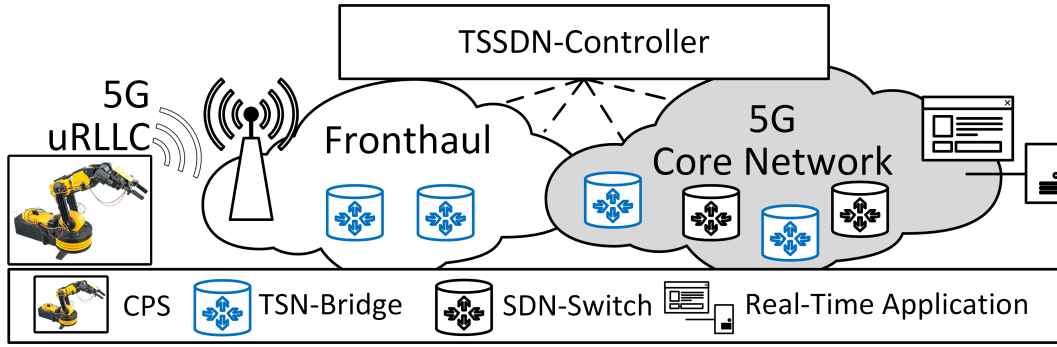 TSSDN-Controller
5G
uRLLC
Fronthaul
5G
Core Network
CPS
TSN-Bridge
SDN-Switch
Real-Time Application